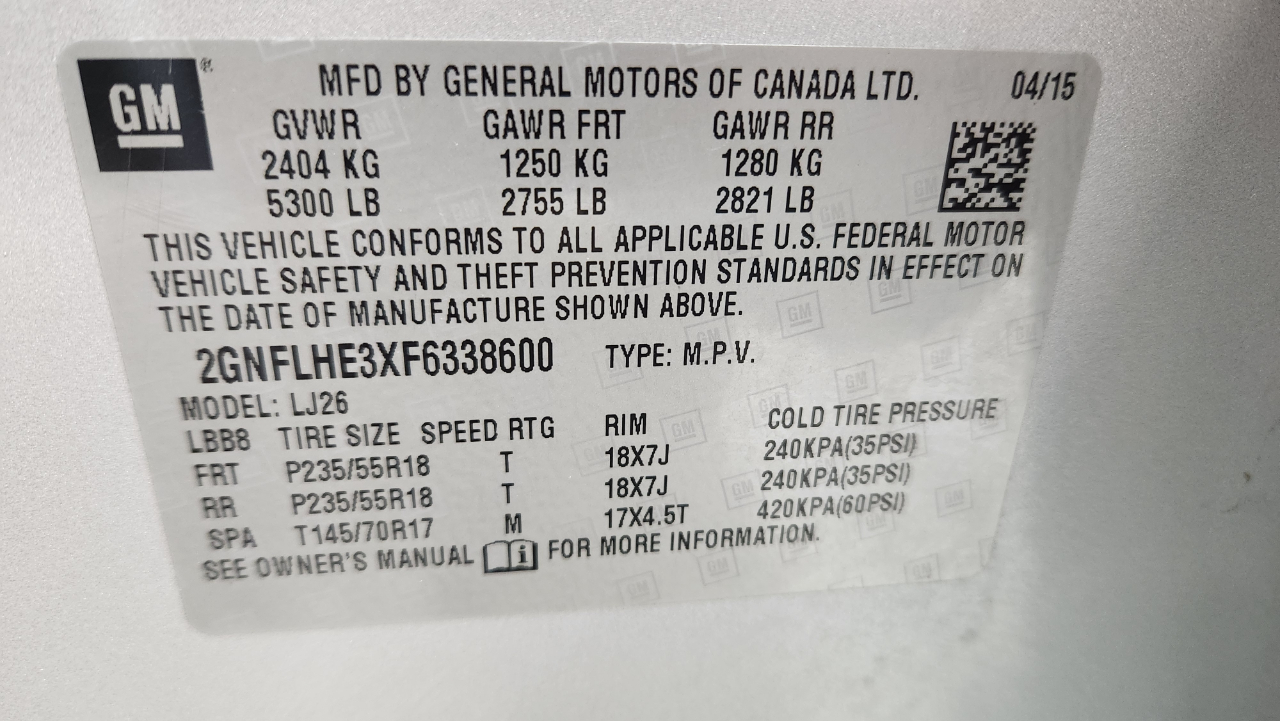 GM
MFD BY GENERAL MOTORS OF CANADA LTD. 04/15
GVWR GAWR FRT GAWR RR
2404 KG 1250 KG 1280 KG
5300 LB 2755 LB 2821 LB
THIS VEHICLE CONFORMS TO ALL APPLICABLE U.S. FEDERAL MOTOR
VEHICLE SAFETY AND THEFT PREVENTION STANDARDS IN EFFECT ON
THE DATE OF MANUFACTURE SHOWN ABOVE.
2GNFLHE3XF6338600 TYPE: M.P.V.
MODEL: LJ26
LBB8 TIRE SIZE SPEED RTG RIM COLD TIRE PRESSURE
FRT P235/55R18 T 18X7J 240KPA(35PSI)
RR P235/55R18 T 18X7J 240KPA(35PSI)
SPA T145/70R17 M 17X4.5T 420KPA(60PSI)
SEE OWNER'S MANUAL i FOR MORE INFORMATION.